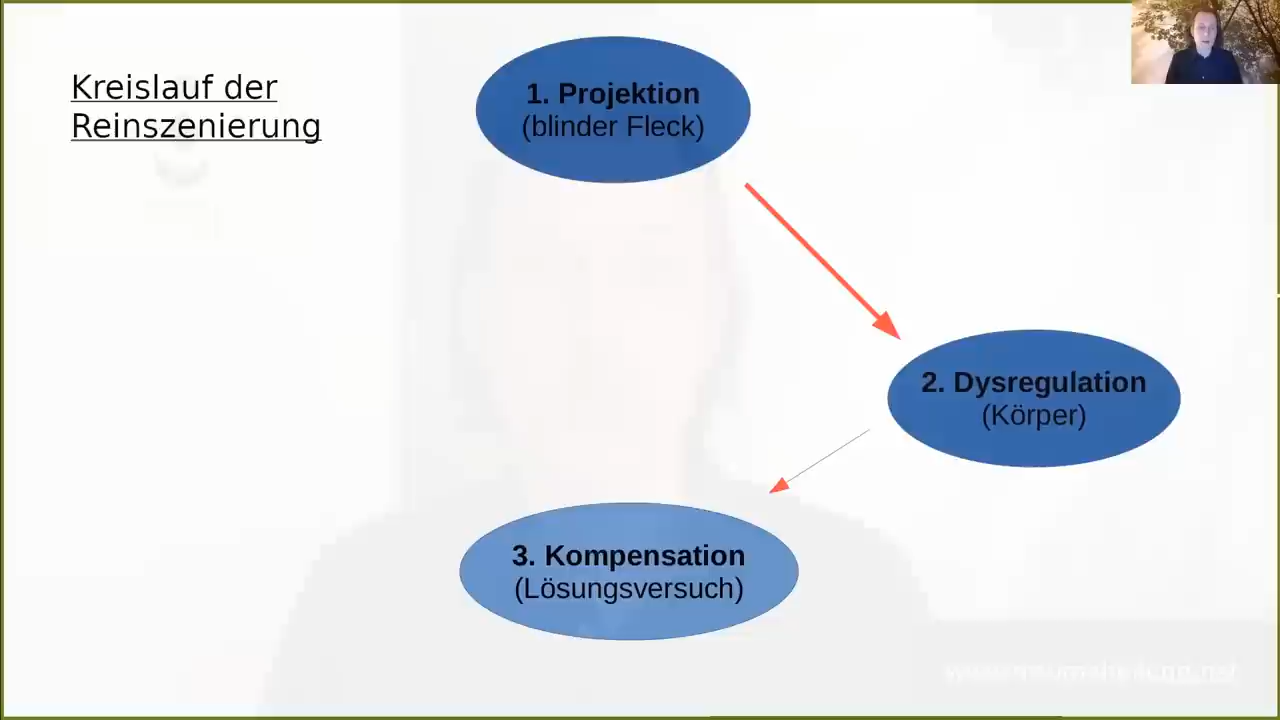 Kreislauf der
Reinszenierung
1. Projektion
(blinder Fleck)
2. Dysregulation
(Körper)
3. Kompensation
(Lösungsversuch)